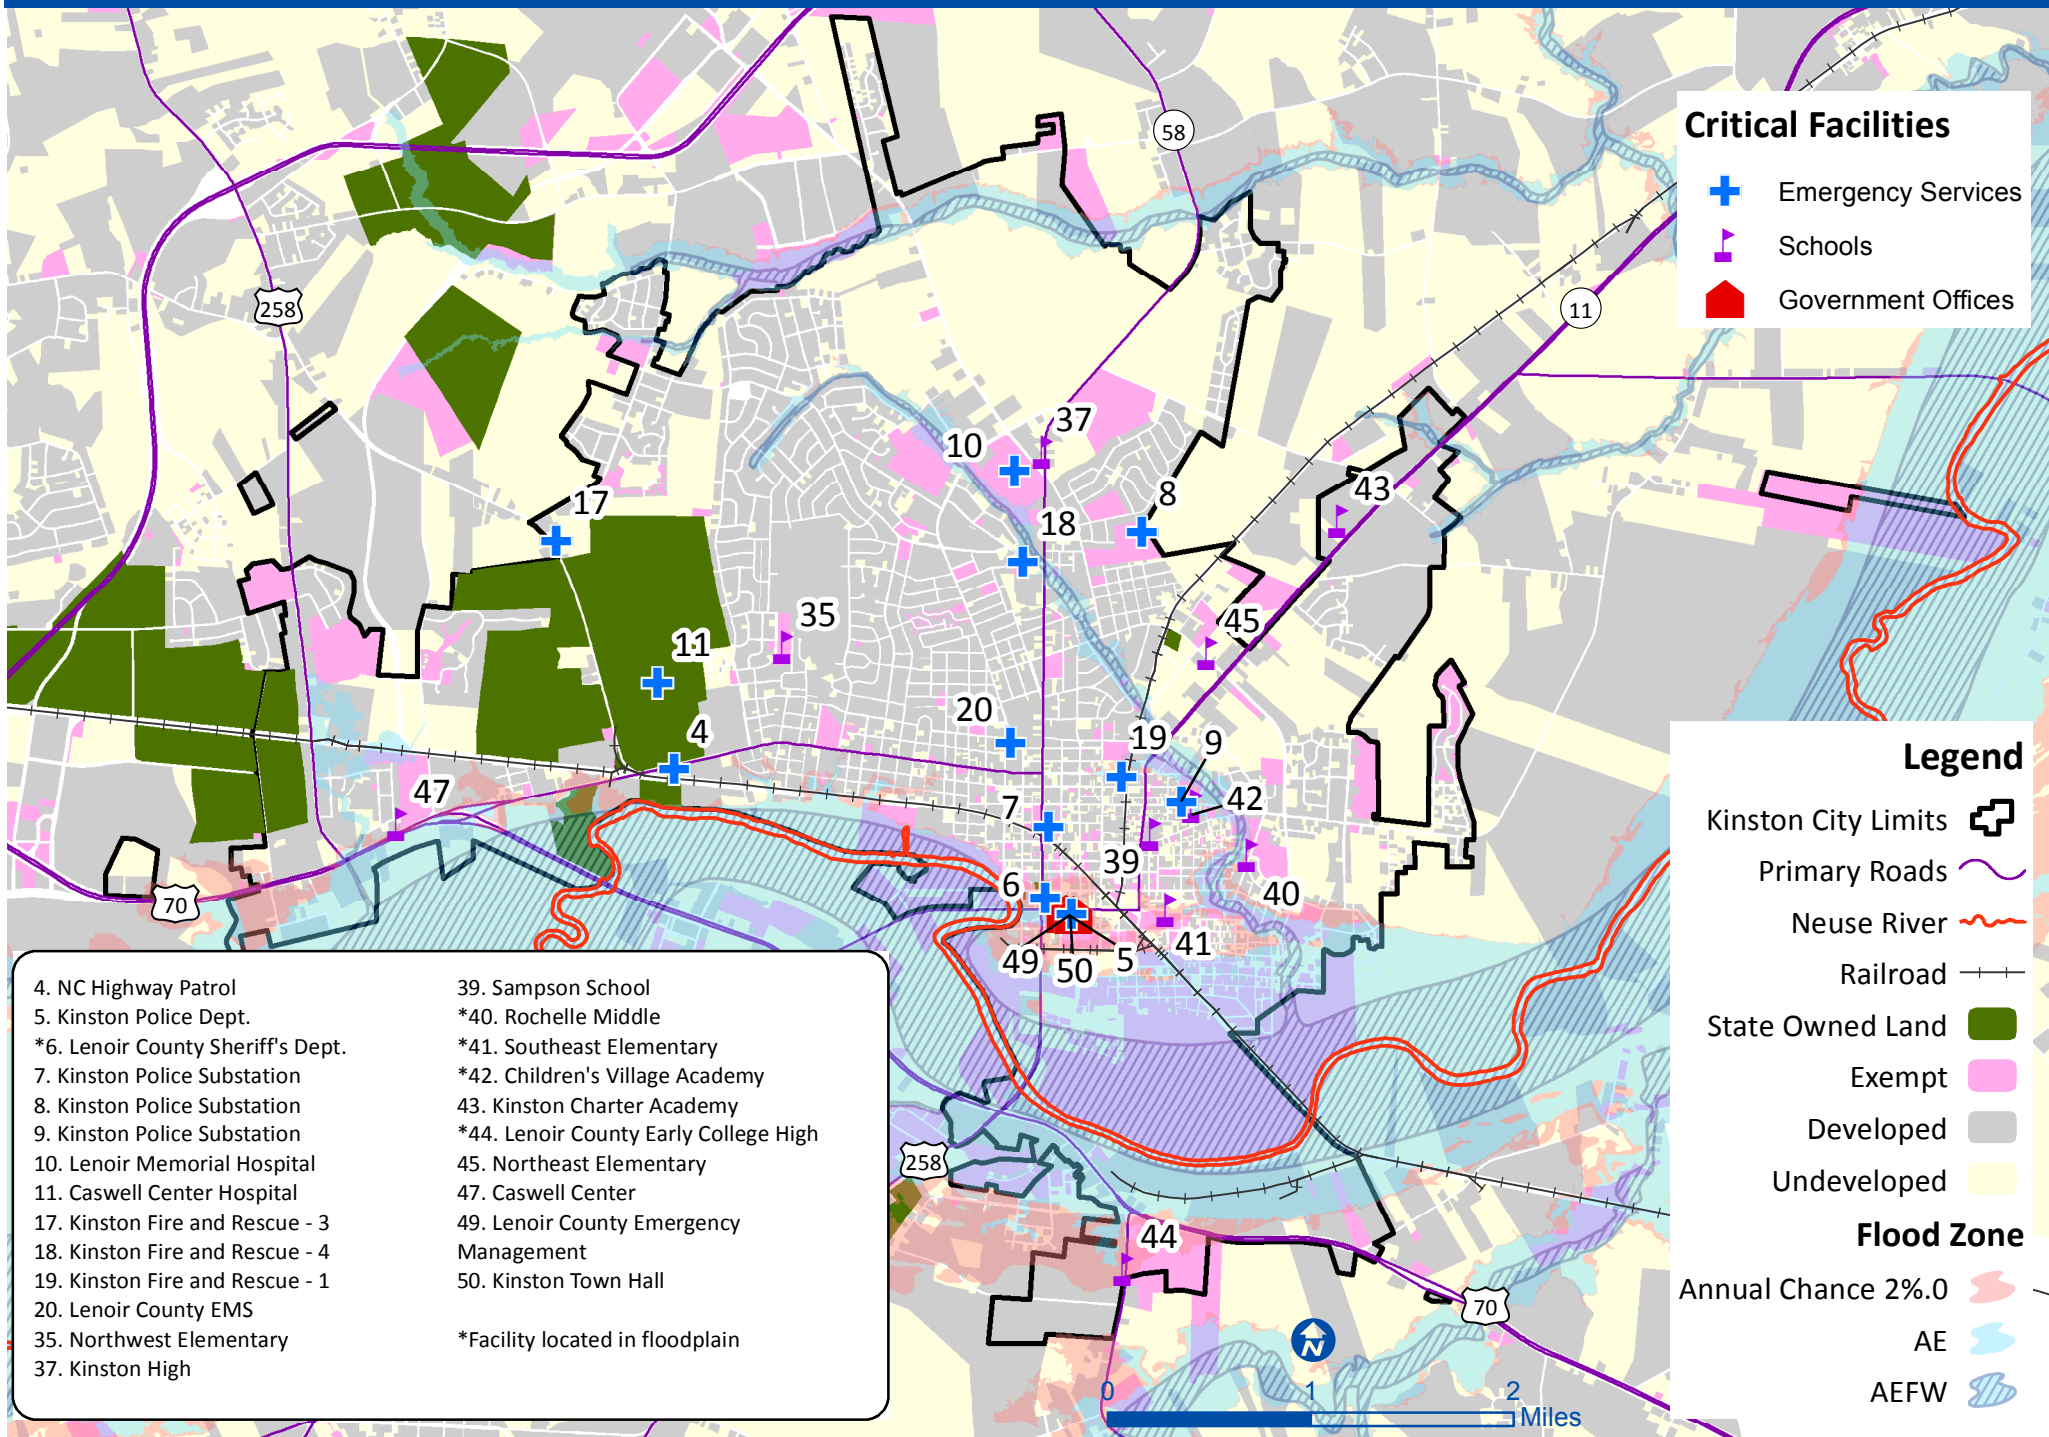 58
Critical Facilities
Emergency Services
Schools
Government Offices
258
11
37
10
8
43
17
18
35
45
11
20
4
19
9
47
7
42
39
6
40
70
49
50
5
41
4. NC Highway Patrol
5. Kinston Police Dept.
*6. Lenoir County Sheriff's Dept.
7. Kinston Police Substation
8. Kinston Police Substation
9. Kinston Police Substation
10. Lenoir Memorial Hospital
11. Caswell Center Hospital
17. Kinston Fire and Rescue - 3
18. Kinston Fire and Rescue - 4
19. Kinston Fire and Rescue - 1
20. Lenoir County EMS
35. Northwest Elementary
37. Kinston High
39. Sampson School
*40. Rochelle Middle
*41. Southeast Elementary
*42. Children's Village Academy
43. Kinston Charter Academy
*44. Lenoir County Early College High
45. Northeast Elementary
47. Caswell Center
49. Lenoir County Emergency
Management
50. Kinston Town Hall
*Facility located in floodplain
258
44
70
N
0 1 2
Miles
Legend
Kinston City Limits
Primary Roads
Neuse River
Railroad
State Owned Land
Exempt
Developed
Undeveloped
Flood Zone
Annual Chance 2%.0
AE
AEFW